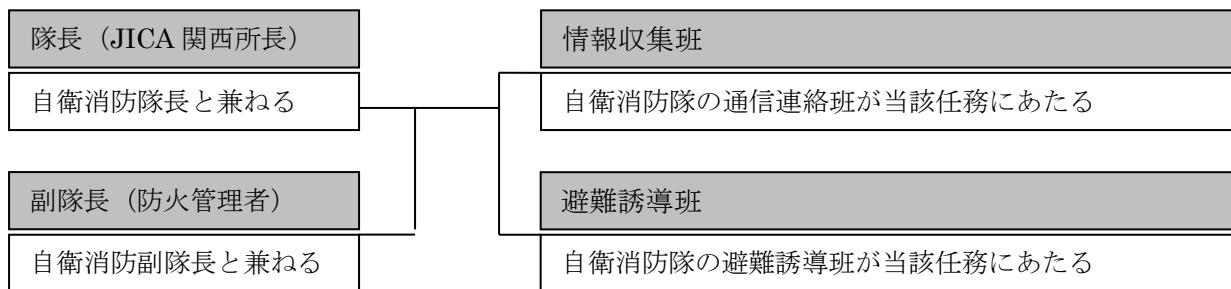 隊長（JICA 関西所長）
自衛消防隊長と兼ねる
副隊長（防火管理者）
自衛消防副隊長と兼ねる
情報収集班
自衛消防隊の通信連絡班が当該任務にあたる
避難誘導班
自衛消防隊の避難誘導班が当該任務にあたる